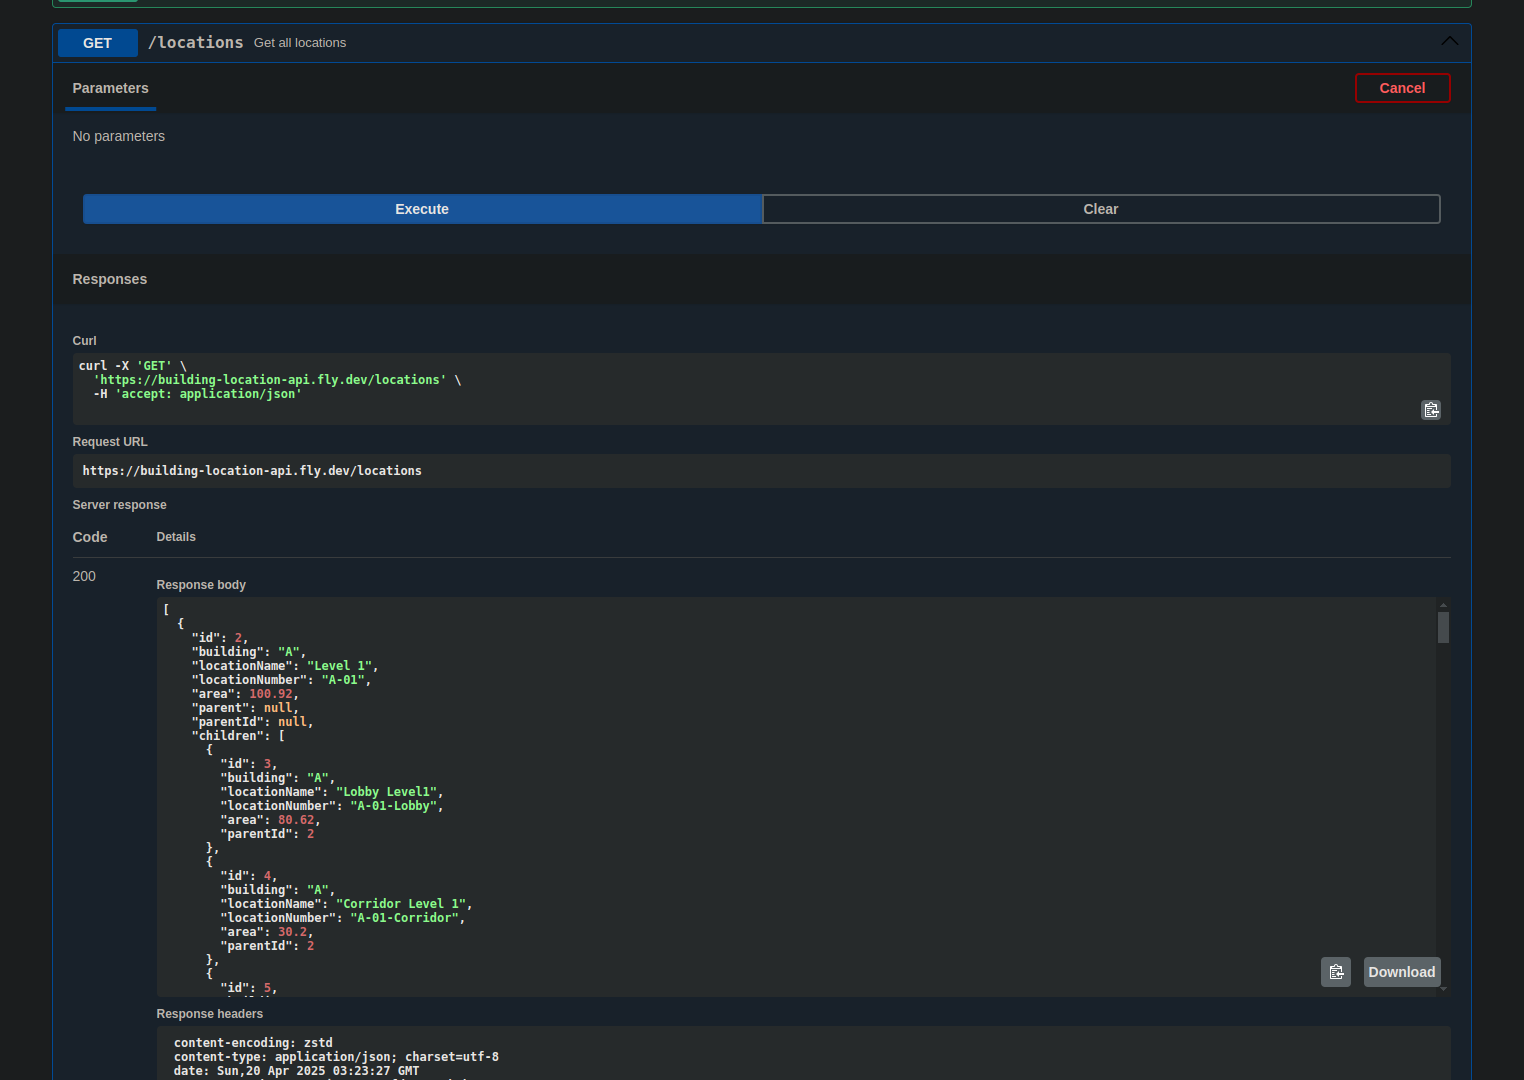 GET /locations Get all locations
Parameters
Cancel
No parameters
Execute
Clear
Responses
Curl
curl -X 'GET' \
  'https://building-location-api.fly.dev/locations' \
  -H 'accept: application/json'
Request URL
https://building-location-api.fly.dev/locations
Server response
Code Details
200
Response body
[
  {
    "id": 2,
    "building": "A",
    "locationName": "Level 1",
    "locationNumber": "A-01",
    "area": 100.92,
    "parent": null,
    "parentId": null,
    "children": [
      {
        "id": 3,
        "building": "A",
        "locationName": "Lobby Level1",
        "locationNumber": "A-01-Lobby",
        "area": 80.62,
        "parentId": 2
      },
      {
        "id": 4,
        "building": "A",
        "locationName": "Corridor Level 1",
        "locationNumber": "A-01-Corridor",
        "area": 30.2,
        "parentId": 2
      },
      {
        "id": 5,
Download
Response headers
content-encoding: zstd
content-type: application/json; charset=utf-8
date: Sun,20 Apr 2025 03:23:27 GMT